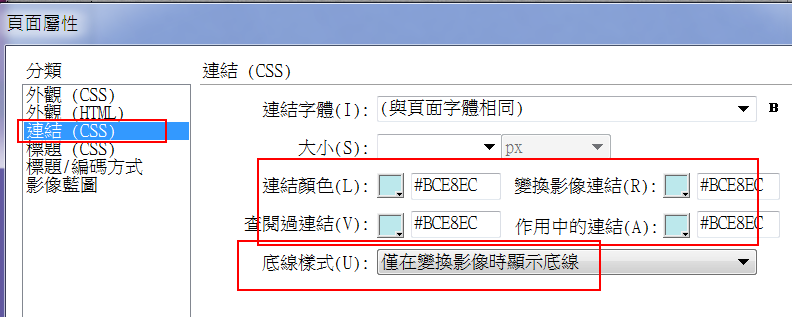 頁面屬性
分類
外觀 (CSS)
外觀 (HTML)
連結 (CSS)
標題 (CSS)
標題/編碼方式
影像藍圖
連結 (CSS)
連結字體(I): (與頁面字體相同) B
大小(S): px
連結顏色(L): #BCE8EC 變換影像連結(R): #BCE8EC
查閱過連結(V): #BCE8EC 作用中的連結(A): #BCE8EC
底線樣式(U): 僅在變換影像時顯示底線